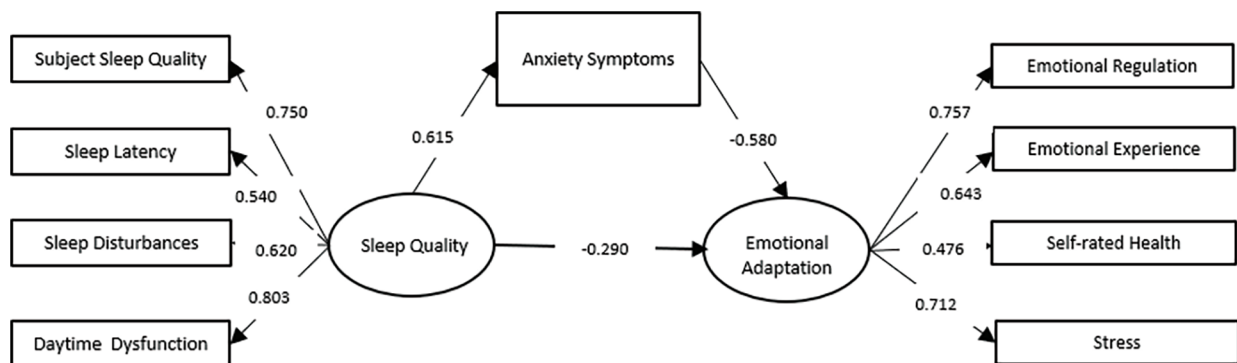 Subject Sleep Quality
Sleep Latency
Sleep Disturbances
Daytime Dysfunction
0.750
0.540
0.620
0.803
Sleep Quality
0.615
Anxiety Symptoms
-0.580
-0.290
Emotional
Adaptation
0.757
0.643
0.476
0.712
Emotional Regulation
Emotional Experience
Self-rated Health
Stress